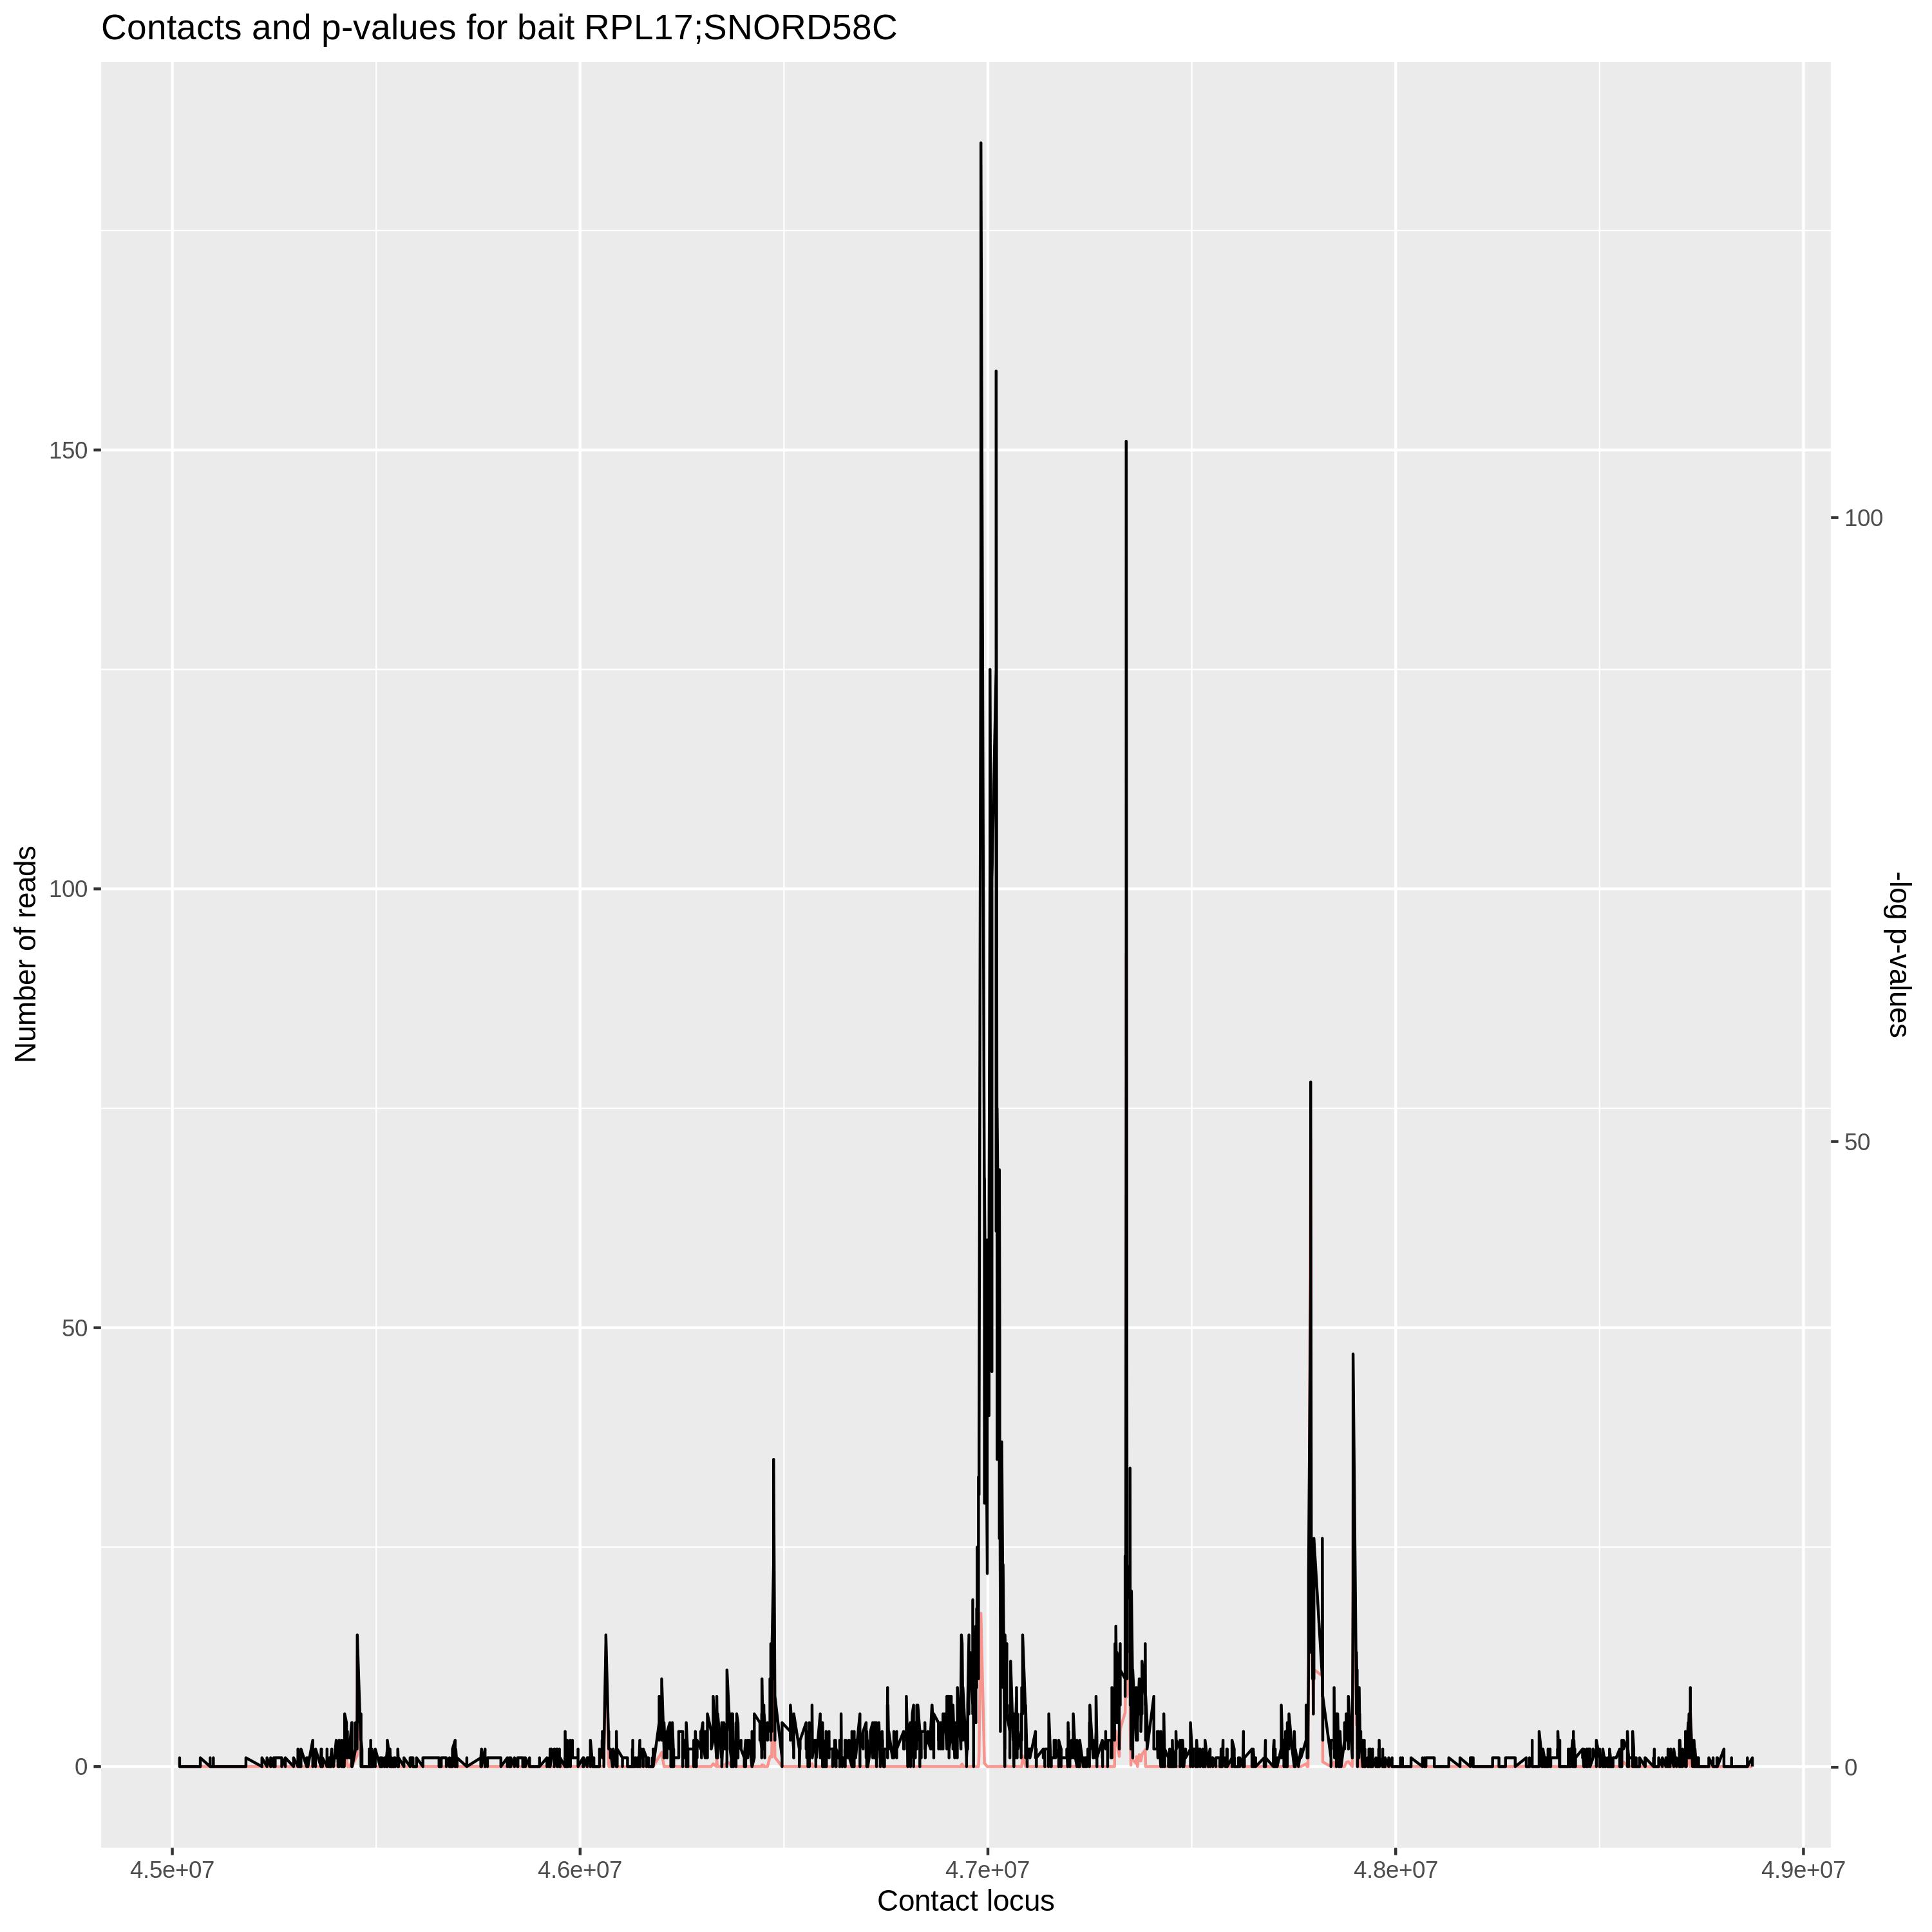 Contacts and p-values for bait RPL17;SNORD58C
150
100
50
0
Number of reads
100
50
0
-log p-values
4.5e+07 4.6e+07 4.7e+07 4.8e+07 4.9e+07
Contact locus